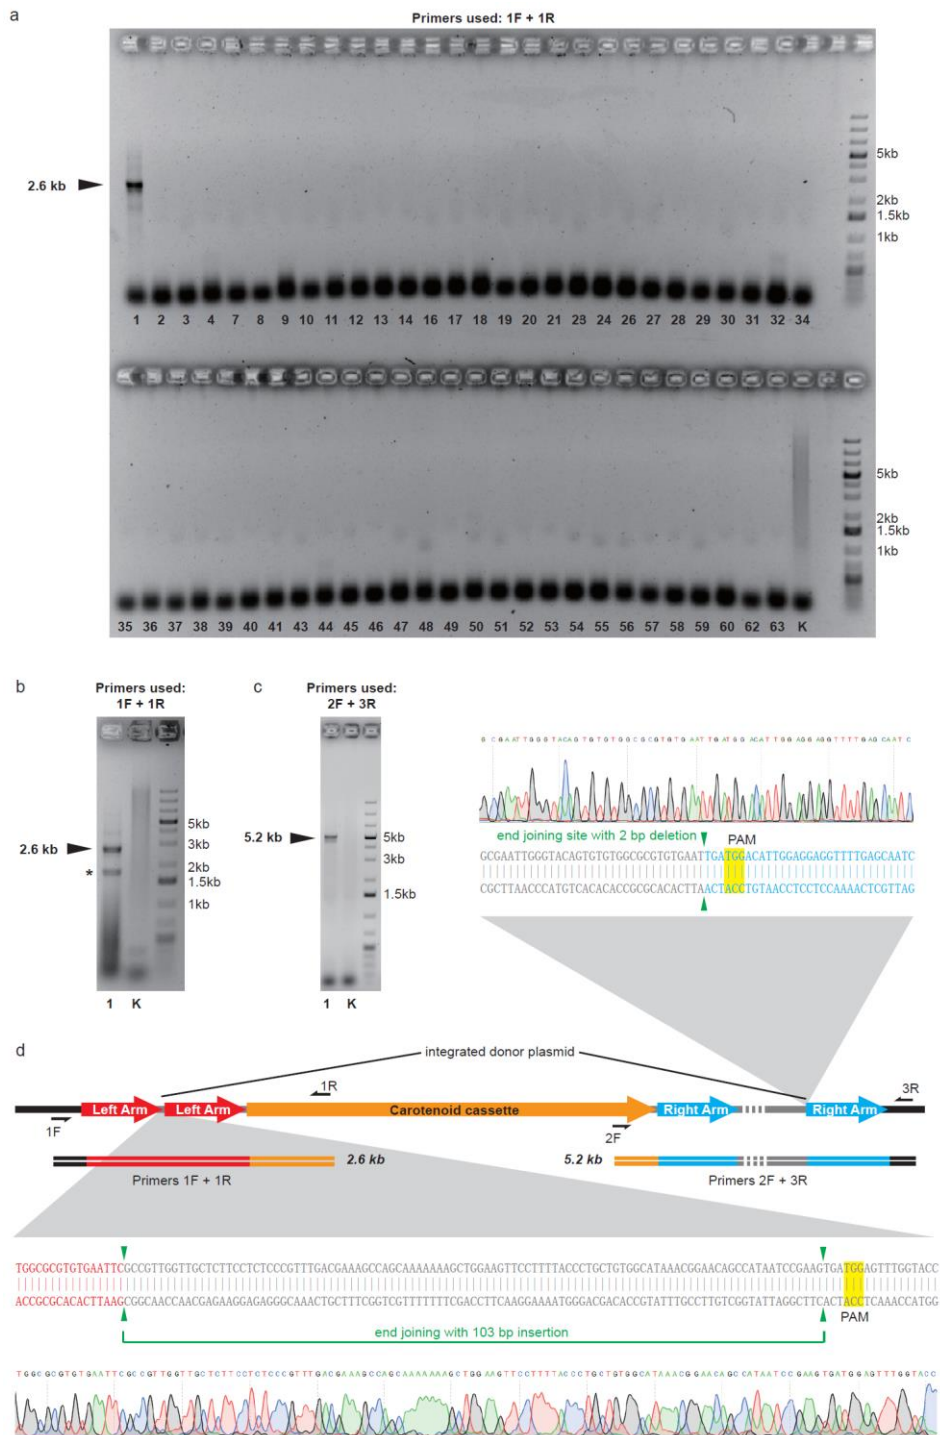 a
Primers used: 1F + 1R
2.6 kb
5kb
2kb
1.5kb
1kb
1 2 3 4 7 8 9 10 11 12 13 14 16 17 18 19 20 21 23 24 26 27 28 29 30 31 32 34
5kb
2kb
1.5kb
1kb
35 36 37 38 39 40 41 43 44 45 46 47 48 49 50 51 52 53 54 55 56 57 58 59 60 62 63 K
b
Primers used:
1F + 1R
2.6 kb
*
5kb
3kb
2kb
1.5kb
1kb
1 K
c
Primers used:
2F + 3R
5.2 kb
5kb
3kb
1.5kb
1 K
GCGAATTGGGTACAGTGTGTGGCGCGTGTGAATTGATGGACATTGGAGGAGGTTTTGAGCAATC
end joining site with 2 bp deletion
PAM
GCGAATTGGGTACAGTGTGTGGCGCGTGTGAATTGATGGACATTGGAGGAGGTTTTGAGCAATC
CGCTTAACCCATGTCACACACCGCGCACACTTAACTACCTGTAACCTCCTCCAAAACTCGTTAG
d
integrated donor plasmid
1R
3R
Left Arm
Left Arm
Carotenoid cassette
Right Arm
Right Arm
1F
2F
2.6 kb
5.2 kb
Primers 1F + 1R
Primers 2F + 3R
TGGCGCGTGTGAATTCGCCGTTGGTTGCTCTTCCTCTCCCGTTTGACGAAAGCCAGCAAAAAAAGCTGGAAGTTCCTTTTACCCTGCTGTGGCATAAACGGAACAGCCATAATCCGAAGTGATGGAGTTTGGTACC
ACCGCGCACACTTAAGCGGCAACCAACGAGAAGGAGAGGGCAAACTGCTTTCGGTCGTTTTTTTCGACCTTCAAGGAAAATGGGACGACACCGTATTTGCCTTGTCGGTATTAGGCTTCACTACCTCAAACCATGG
PAM
end joining with 103 bp insertion
TGGCGCGTGTGAATTCGCCGTTGGTTGCTCTTCCTCTCCCGTTTGACGAAAGCCAGCAAAAAAAGCTGGAAGTTCCTTTTACCCTGCTGTGGCATAAACGGAACAGCCATAATCCGAAGTGATGGAGTTTGGTACC